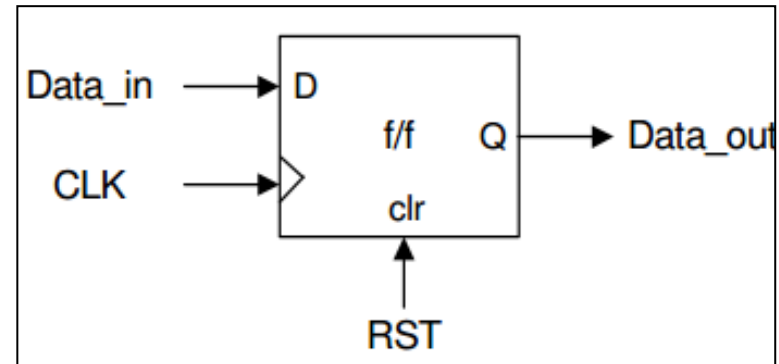 Data_in
D
f/f
Q
Data_out
CLK
clr
RST